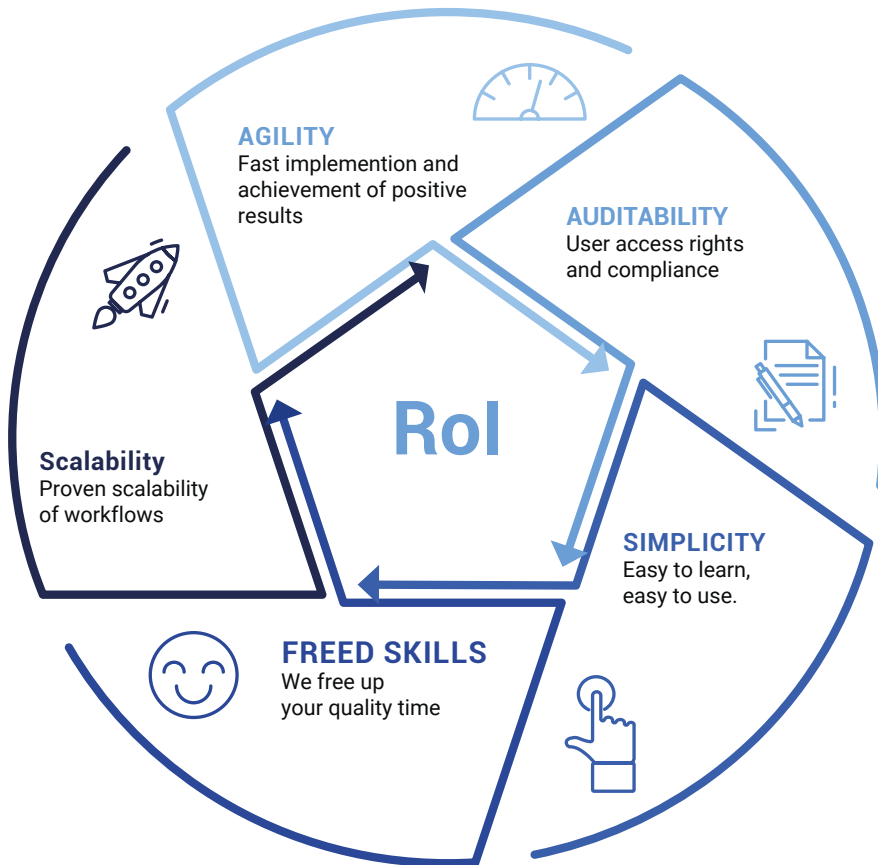 AGILITY
Fast implemention and
achievement of positive
results
AUDITABILITY
User access rights
and compliance
RoI
Scalability
Proven scalability
of workflows
SIMPLICITY
Easy to learn,
easy to use.
FREED SKILLS
We free up
your quality time